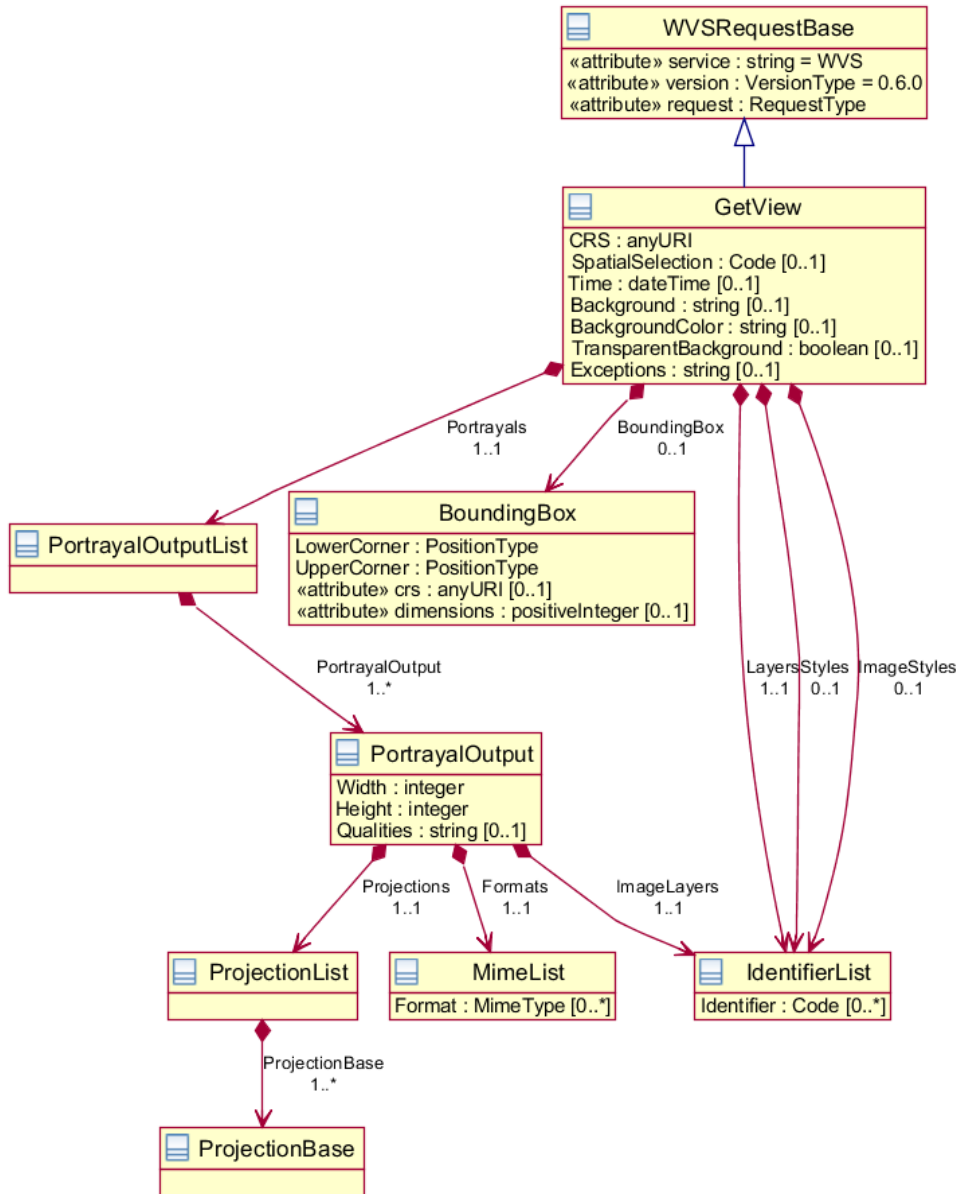 WVSRequestBase
«attribute» service : string = WVS
«attribute» version : VersionType = 0.6.0
«attribute» request : RequestType
GetView
CRS : anyURI
SpatialSelection : Code [0..1]
Time : dateTime [0..1]
Background : string [0..1]
BackgroundColor : string [0..1]
TransparentBackground : boolean [0..1]
Exceptions : string [0..1]
Portrayals
1..1
BoundingBox
0..1
PortrayalOutputList
BoundingBox
LowerCorner : PositionType
UpperCorner : PositionType
«attribute» crs : anyURI [0..1]
«attribute» dimensions : positiveInteger [0..1]
PortrayalOutput
1..*
Layers
1..1
Styles
0..1
ImageStyles
0..1
PortrayalOutput
Width : integer
Height : integer
Qualities : string [0..1]
Projections
1..1
Formats
1..1
ImageLayers
1..1
ProjectionList
MimeList
Format : MimeType [0..*]
IdentifierList
Identifier : Code [0..*]
ProjectionBase
1..*
ProjectionBase